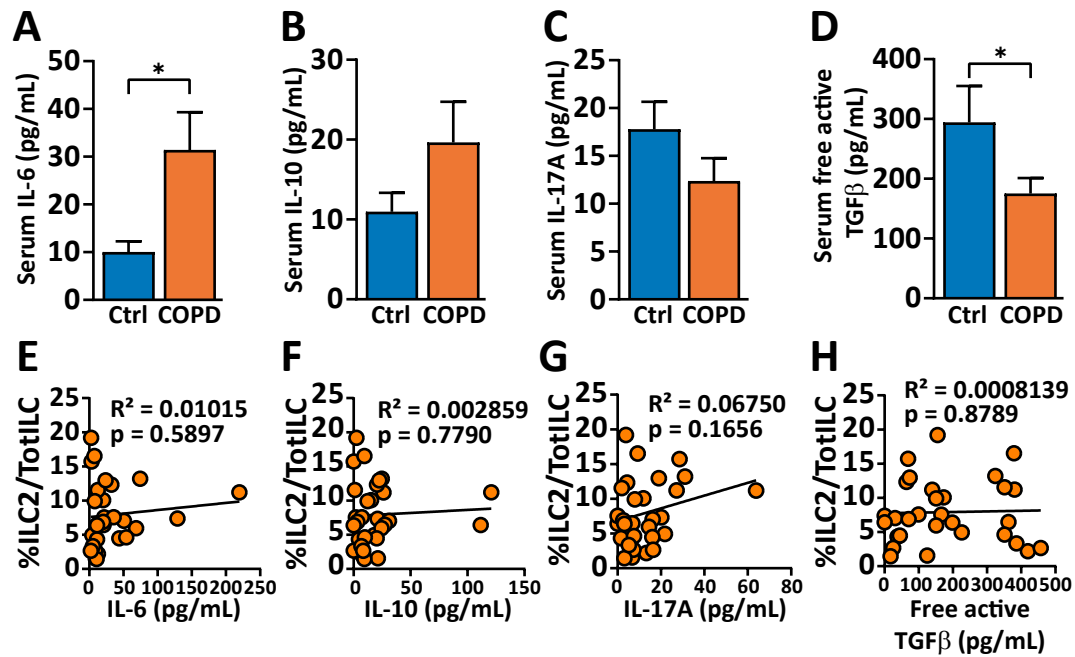 A
Serum IL-6 (pg/mL)
50
40
30
20
10
0
*
Ctrl COPD
B
Serum IL-10 (pg/mL)
30
20
10
0
Ctrl COPD
C
Serum IL-17A (pg/mL)
25
20
15
10
5
0
Ctrl COPD
D
Serum free active
TGFβ (pg/mL)
400
300
200
100
0
*
Ctrl COPD
E
%ILC2/TotILC
25
20
15
10
5
0
R² = 0.01015
p = 0.5897
0 50 100 150 200 250
IL-6 (pg/mL)
F
25
20
15
10
5
0
R² = 0.002859
p = 0.7790
0 50 100 150
IL-10 (pg/mL)
G
%ILC2/TotILC
25
20
15
10
5
0
R² = 0.06750
p = 0.1656
0 20 40 60 80
IL-17A (pg/mL)
H
%ILC2/TotILC
25
20
15
10
5
0
R² = 0.0008139
p = 0.8789
0 100 200 300 400 500
Free active
TGFβ (pg/mL)